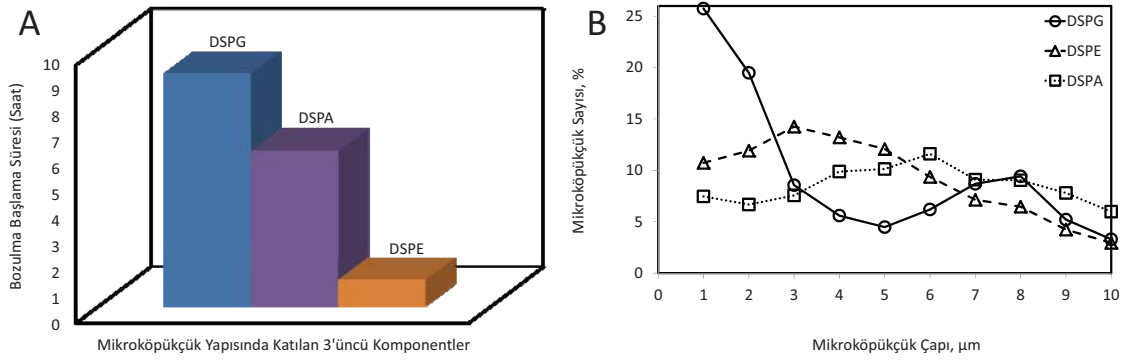 A
DSPG
DSPA
DSPE
10
9
8
7
6
5
4
3
2
1
0
Bozulma Başlama Süresi (Saat)
Mikroköpükçük Yapısında Katılan 3'üncü Komponentler
B
25
20
15
10
5
0
Mikroköpükçük Sayısı, %
DSPG
DSPE
DSPA
0 1 2 3 4 5 6 7 8 9 10
Mikroköpükçük Çapı, µm